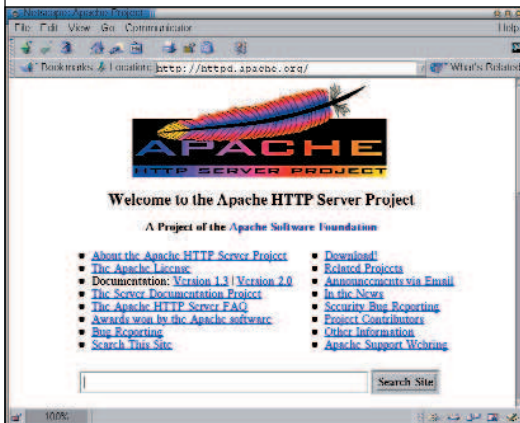 Netscape: Apache Project
File Edit View Go Communicator Help
Bookmarks & Location: http://httpd.apache.org/ What's Related
APACHE
HTTP SERVER PROJECT
Welcome to the Apache HTTP Server Project
A Project of the Apache Software Foundation
About the Apache HTTP Server Project
The Apache License
Documentation: Version 1.3 | Version 2.0
The Server Documentation Project
The Apache HTTP Server FAQ
Awards won by the Apache software
Bug Reporting
Search This Site
Download!
Related Projects
Announcements via Email
In the News
Security Bug Reporting
Project Contributors
Other Information
Apache Support Webring
Search Site
100%